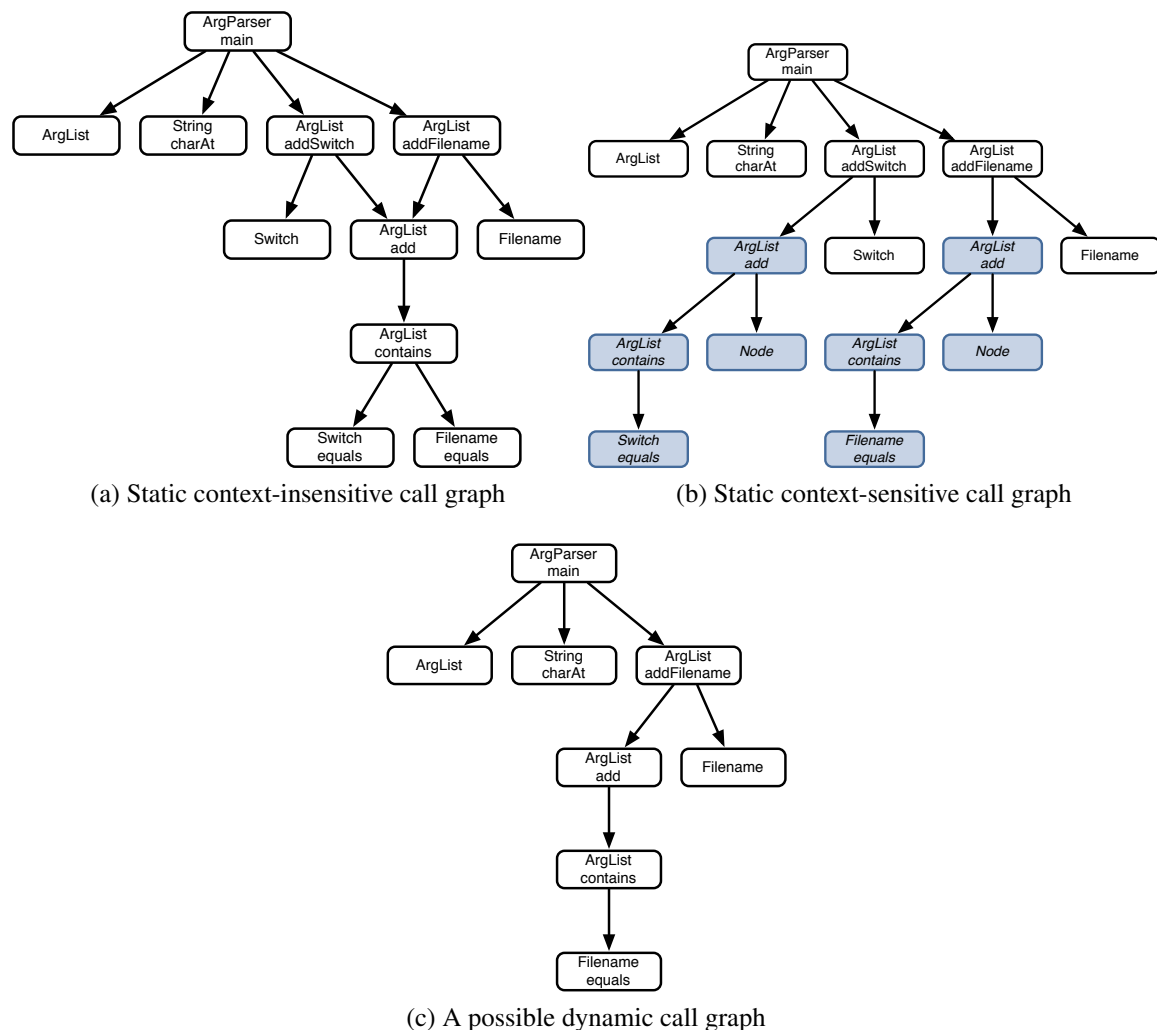 ArgParser
main
ArgList
String
charAt
ArgList
addSwitch
ArgList
addFilename
Switch
ArgList
add
Filename
ArgList
contains
Switch
equals
Filename
equals
(a) Static context-insensitive call graph
ArgParser
main
ArgList
String
charAt
ArgList
addSwitch
ArgList
addFilename
ArgList
add
Switch
ArgList
add
Filename
ArgList
contains
Node
ArgList
contains
Node
Switch
equals
Filename
equals
(b) Static context-sensitive call graph
ArgParser
main
ArgList
String
charAt
ArgList
addFilename
ArgList
add
Filename
ArgList
contains
Filename
equals
(c) A possible dynamic call graph